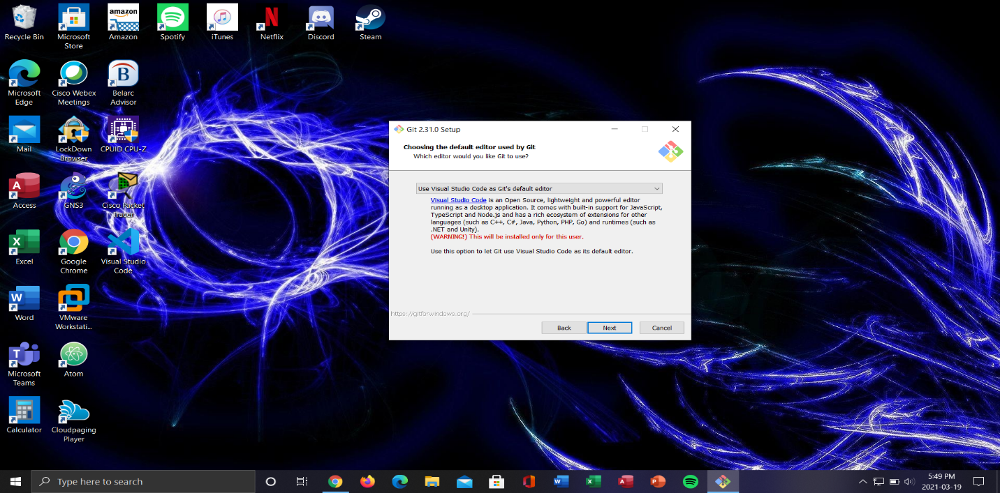 Recycle Bin
Microsoft
Store
amazon
Amazon
Spotify
iTunes
Netflix
Discord
Steam
Microsoft
Edge
Cisco Webex
Meetings
B
Belarc
Advisor
Mail
LockDown
Browser
CPUID CPU-Z
A
Access
GNS3
Cisco Packet
Tracer
X
Excel
Google
Chrome
Visual Studio
Code
W
Word
VMware
Workstati...
T
Microsoft
Teams
Atom
Calculator
Cloudpaging
Player
Git 2.31.0 Setup
Choosing the default editor used by Git
Which editor would you like Git to use?
Use Visual Studio Code as Git's default editor
Visual Studio Code is an Open Source, lightweight and powerful editor
running as a desktop application. It comes with built-in support for JavaScript,
TypeScript and Node.js and has a rich ecosystem of extensions for other
languages (such as C++, C#, Java, Python, PHP, Go) and runtimes (such as
.NET and Unity).
(WARNING!) This will be installed only for this user.
Use this option to let Git use Visual Studio Code as its default editor.
https://gitforwindows.org/
Back
Next
Cancel
Type here to search
5:49 PM
2021-03-19